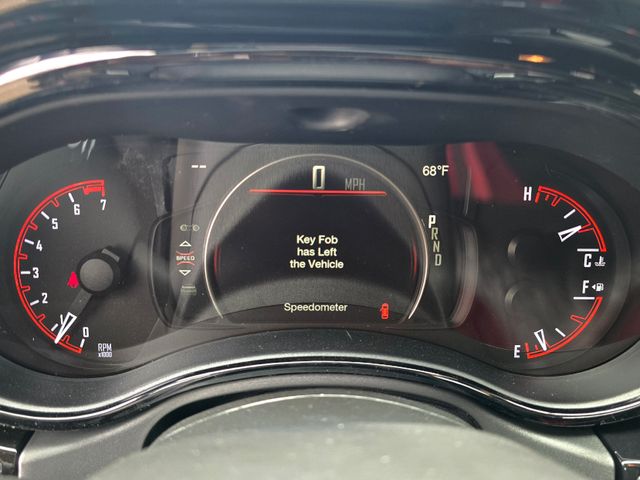 0 MPH
68°F
--
Key Fob
has Left
the Vehicle
Speedometer
SPEED
P
R
N
D
7
6
5
4
3
2
1
0
RPM
x1000
H
C
F
E